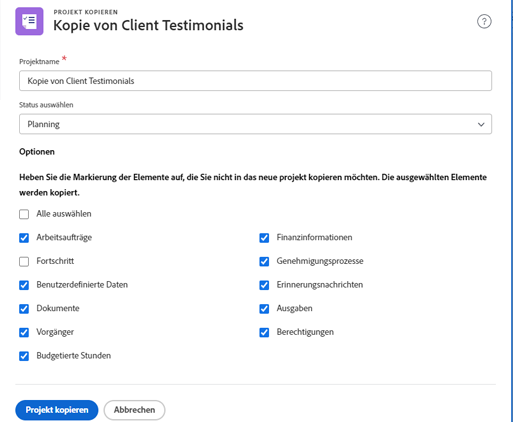 PROJEKT KOPIEREN
Kopie von Client Testimonials
?
Projektname *
Kopie von Client Testimonials
Status auswählen
Planning
Optionen
Heben Sie die Markierung der Elemente auf, die Sie nicht in das neue projekt kopieren möchten. Die ausgewählten Elemente
werden kopiert.
Alle auswählen
Arbeitsaufträge
Finanzinformationen
Fortschritt
Genehmigungsprozesse
Benutzerdefinierte Daten
Erinnerungsnachrichten
Dokumente
Ausgaben
Vorgänger
Berechtigungen
Budgetierte Stunden
Projekt kopieren
Abbrechen